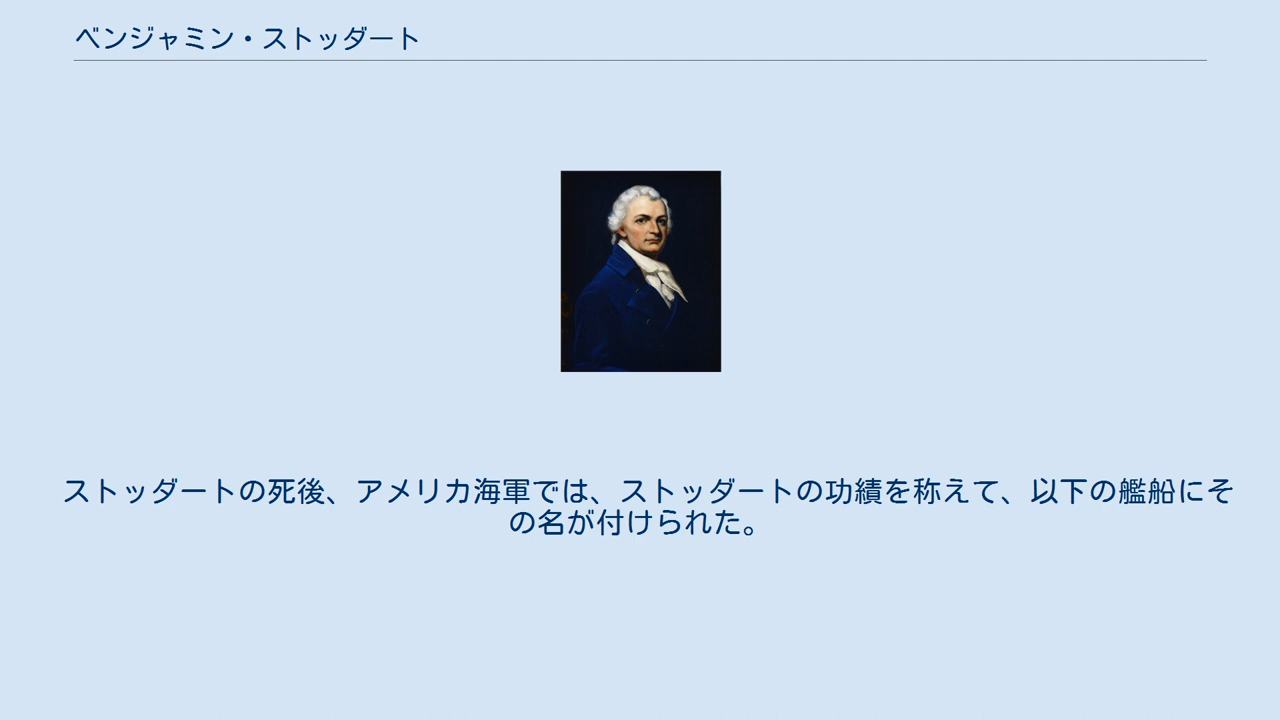 ベンジャミン・ストッダート
ストッダートの死後、アメリカ海軍では、ストッダートの功績を称えて、以下の艦船にそ
の名が付けられた。